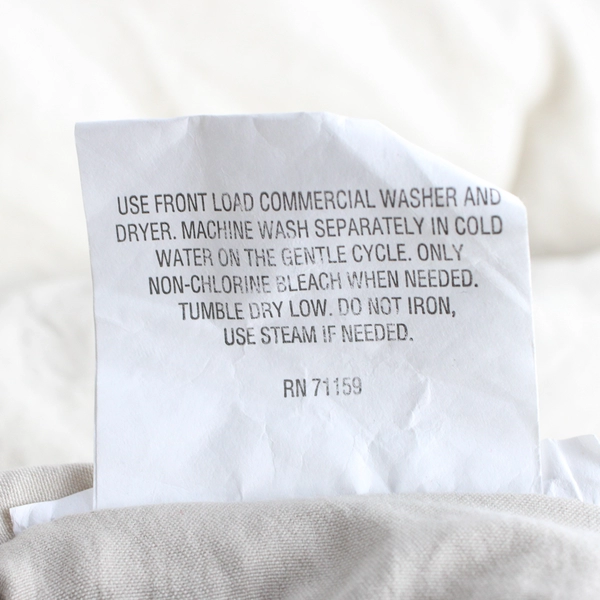 USE FRONT LOAD COMMERCIAL WASHER AND
DRYER. MACHINE WASH SEPARATELY IN COLD
WATER ON THE GENTLE CYCLE. ONLY
NON-CHLORINE BLEACH WHEN NEEDED.
TUMBLE DRY LOW. DO NOT IRON,
USE STEAM IF NEEDED.
RN 71159